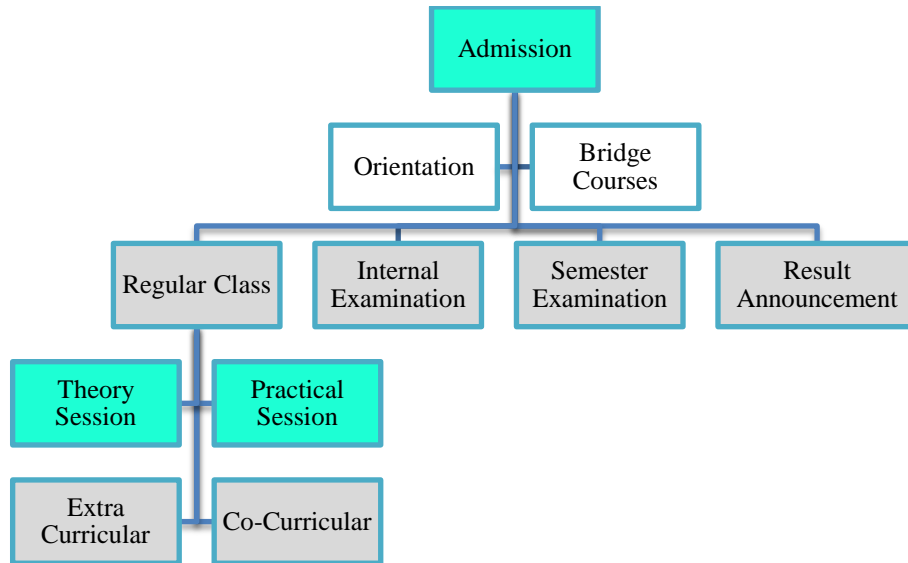 Admission
Orientation
Bridge
Courses
Regular Class
Internal
Examination
Semester
Examination
Result
Announcement
Theory
Session
Practical
Session
Extra
Curricular
Co-Curricular